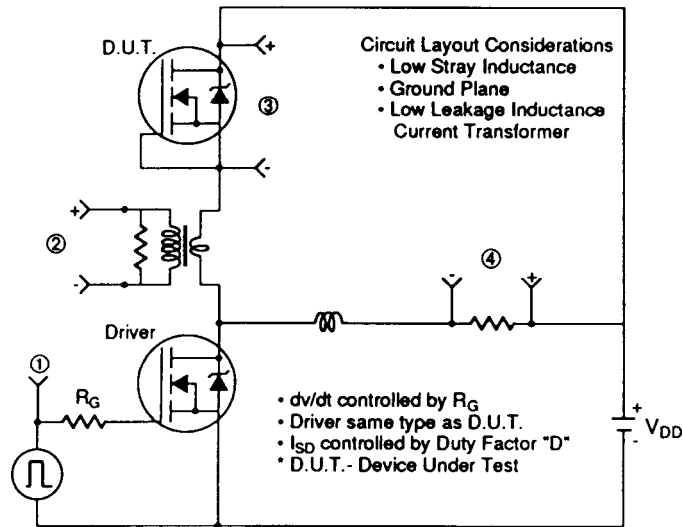 D.U.T.
+
③
-
Circuit Layout Considerations
• Low Stray Inductance
• Ground Plane
• Low Leakage Inductance
Current Transformer
+
②
-
④
- +
Driver
①
RG
• dv/dt controlled by RG
• Driver same type as D.U.T.
• ISD controlled by Duty Factor "D"
* D.U.T.- Device Under Test
+
VDD
-